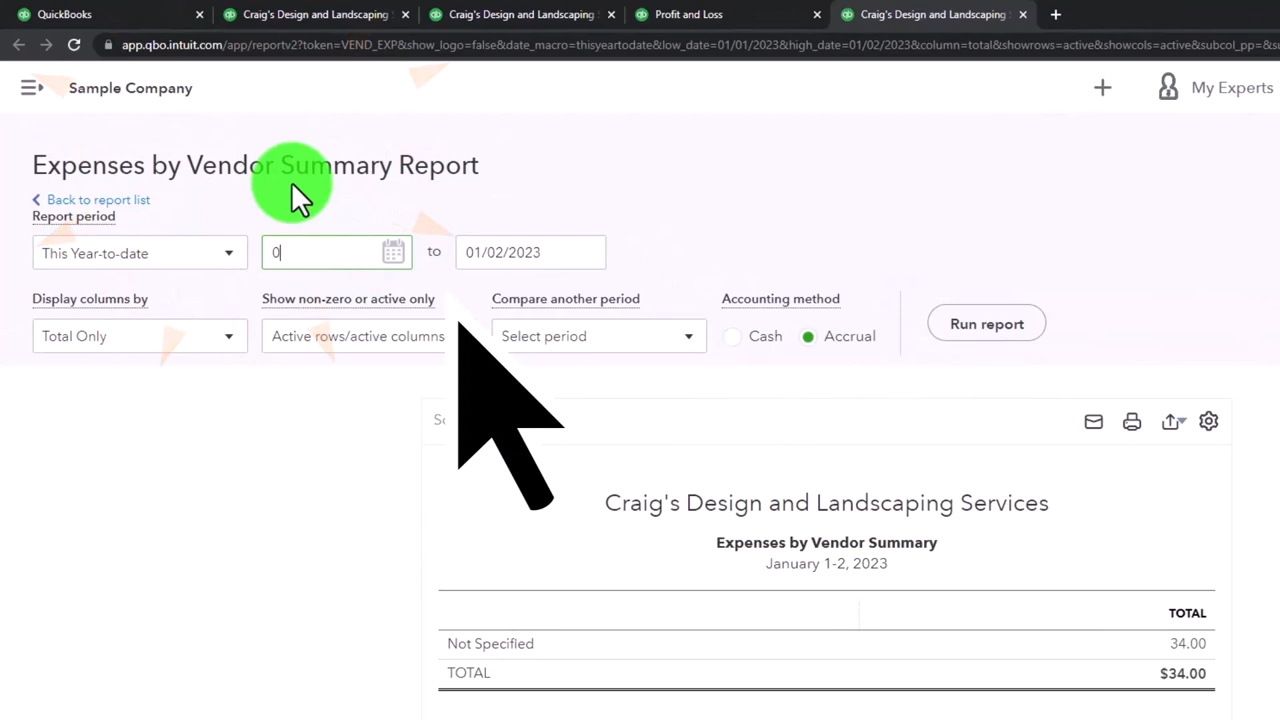 QuickBooks
Craig's Design and Landscaping
Craig's Design and Landscaping
Profit and Loss
Craig's Design and Landscaping
app.qbo.intuit.com/app/reportv2?token=VEND_EXP&show_logo=false&date_macro=thisyeartodate&low_date=01/01/2023&high_date=01/02/2023&column=total&showrows=active&showcols=active&subcol_pp=&su
Sample Company
My Experts
Expenses by Vendor Summary Report
Back to report list
Report period
This Year-to-date
0
to
01/02/2023
Display columns by
Show non-zero or active only
Compare another period
Accounting method
Total Only
Active rows/active columns
Select period
Cash
Accrual
Run report
Craig's Design and Landscaping Services
Expenses by Vendor Summary
January 1-2, 2023
TOTAL
Not Specified 34.00
TOTAL $34.00